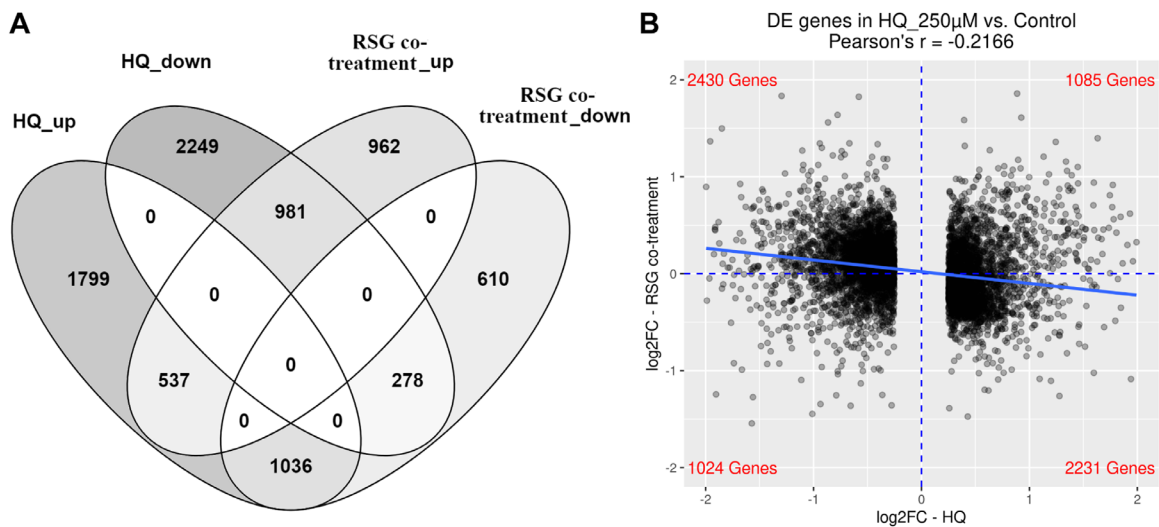 A
HQ_up
HQ_down
RSG co-
treatment_up
RSG co-
treatment_down
2249
962
0
981
0
1799
0
0
610
537
0
278
0
0
1036
B
DE genes in HQ_250µM vs. Control
Pearson's r = -0.2166
2430 Genes
1085 Genes
1024 Genes
2231 Genes
log2FC - RSG co-treatment
2
1
0
-1
-2
-2
-1
0
1
2
log2FC - HQ